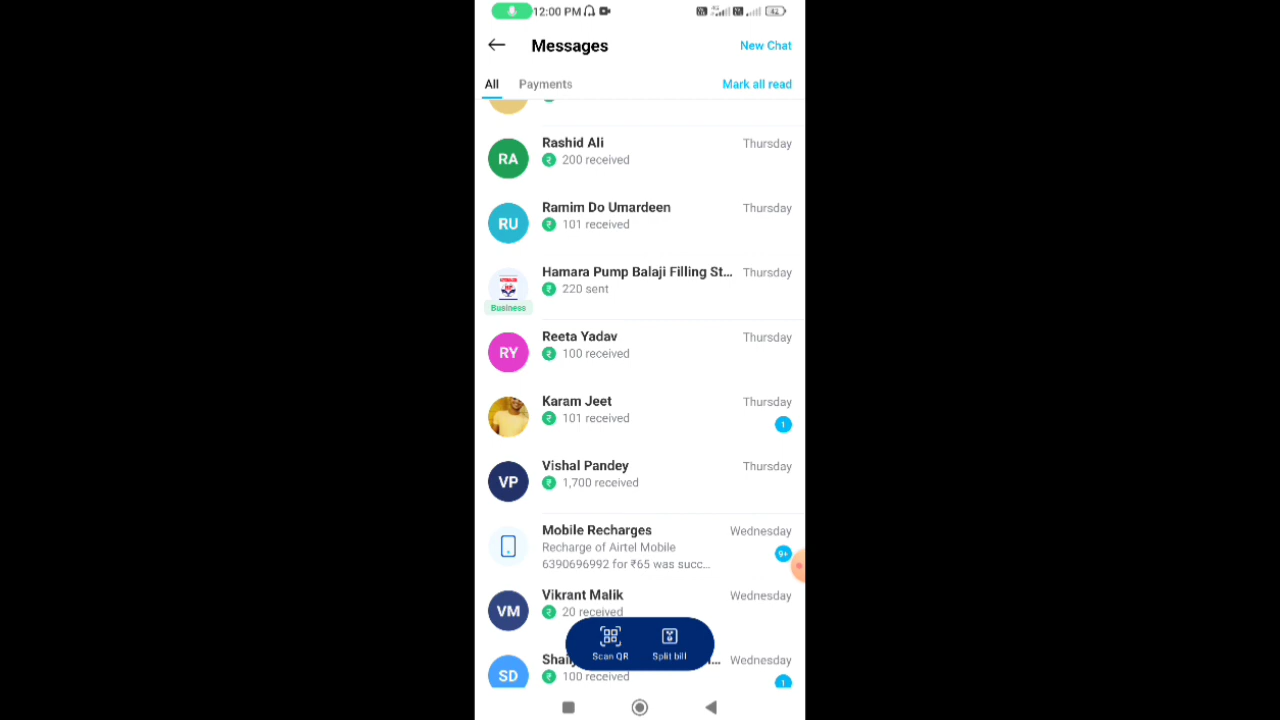 12:00 PM
42
Messages
New Chat
All
Payments
Mark all read
Rashid Ali
Thursday
RA
₹ 200 received
Ramim Do Umardeen
Thursday
RU
₹ 101 received
Hamara Pump Balaji Filling St...
Thursday
₹ 220 sent
Business
Reeta Yadav
Thursday
RY
₹ 100 received
Karam Jeet
Thursday
₹ 101 received
1
Vishal Pandey
Thursday
VP
₹ 1,700 received
Mobile Recharges
Wednesday
Recharge of Airtel Mobile
9+
6390696992 for ₹65 was succ...
Vikrant Malik
Wednesday
VM
₹ 20 received
Scan QR
Split bill
Wednesday
SD
₹ 100 received
1